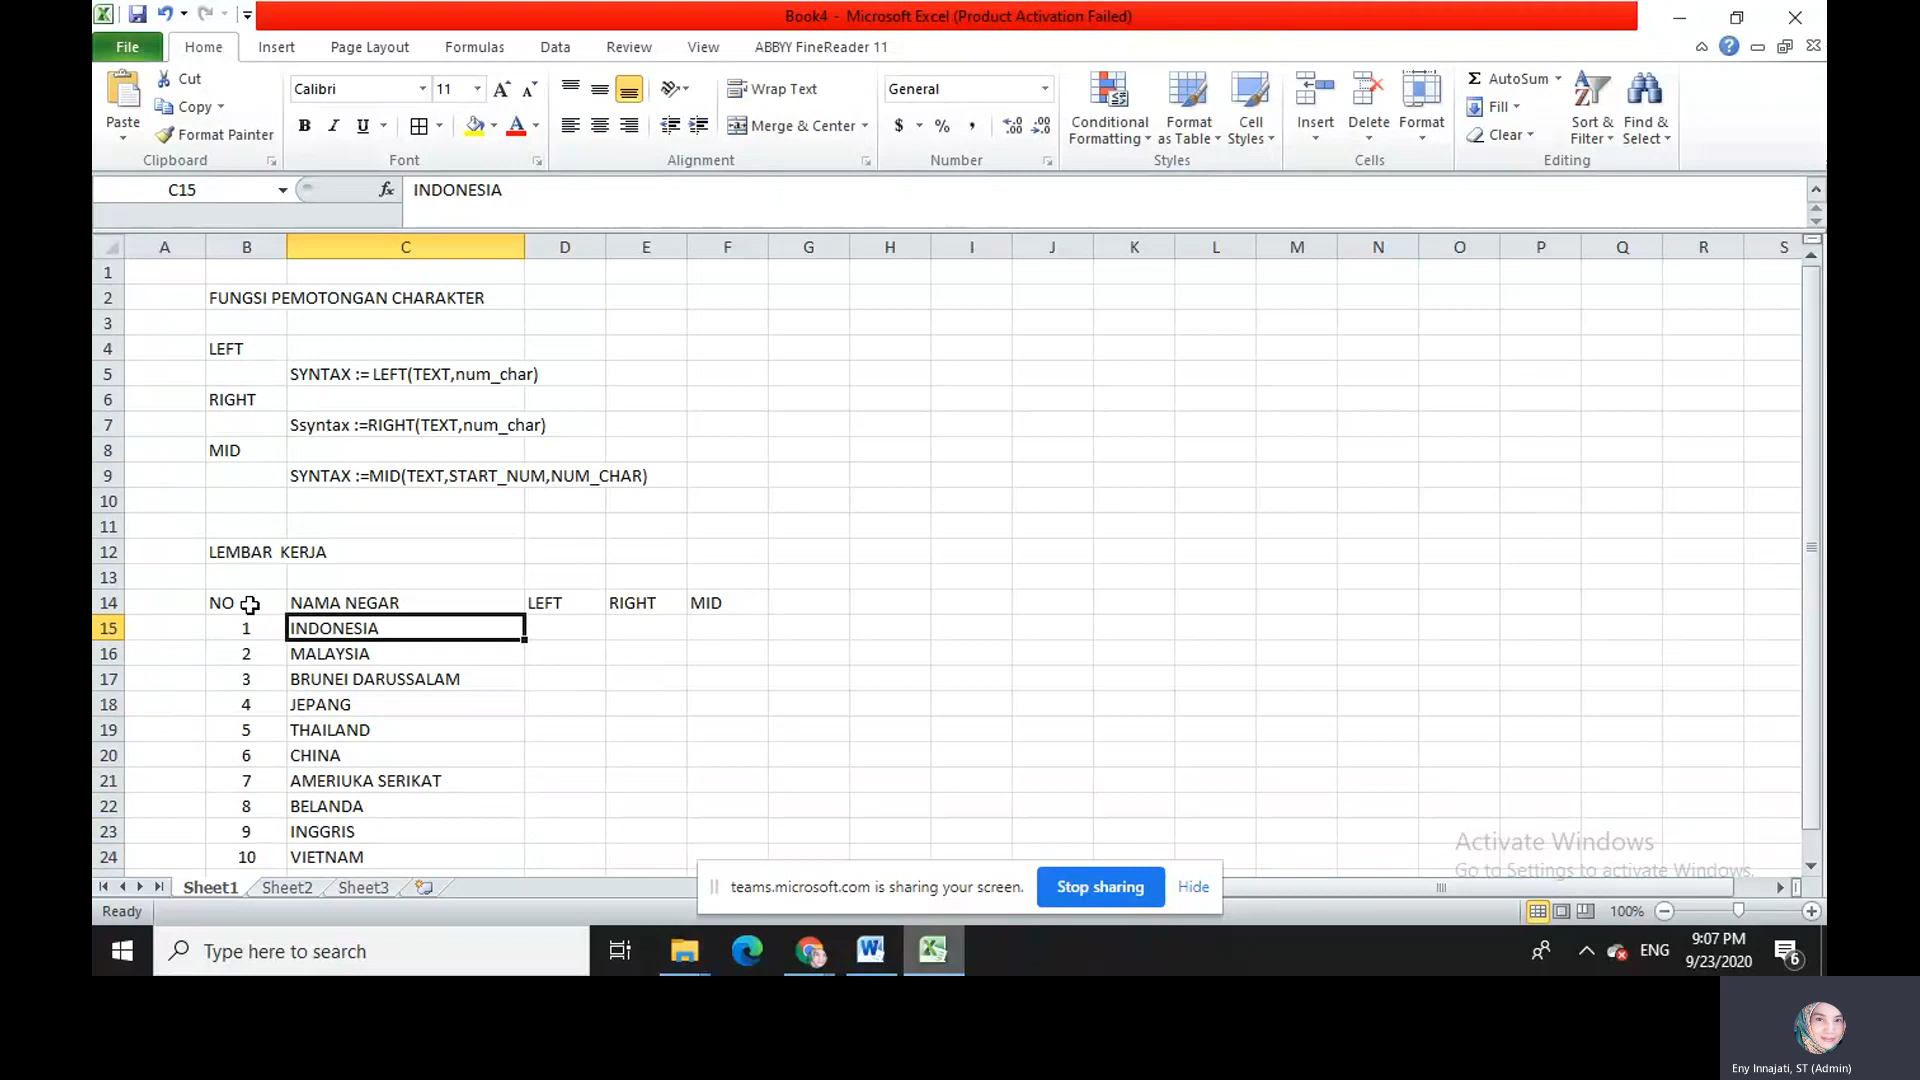 Book4 - Microsoft Excel (Product Activation Failed)
File Home Insert Page Layout Formulas Data Review View ABBYY FineReader 11
Paste
Cut
Copy
Format Painter
Clipboard
Calibri 11
B I U
Font
Wrap Text
Merge & Center
Alignment
General
$ % ,
Number
Conditional Formatting
Format as Table
Cell Styles
Styles
Insert Delete Format
Cells
Σ AutoSum
Fill
Clear
Sort & Filter
Find & Select
Editing
C15 fx INDONESIA
A B C D E F G H I J K L M N O P Q R S
1
2 FUNGSI PEMOTONGAN CHARAKTER
3
4 LEFT
5 SYNTAX := LEFT(TEXT,num_char)
6 RIGHT
7 Ssyntax :=RIGHT(TEXT,num_char)
8 MID
9 SYNTAX :=MID(TEXT,START_NUM,NUM_CHAR)
10
11
12 LEMBAR KERJA
13
14 NO NAMA NEGAR LEFT RIGHT MID
15 1 INDONESIA
16 2 MALAYSIA
17 3 BRUNEI DARUSSALAM
18 4 JEPANG
19 5 THAILAND
20 6 CHINA
21 7 AMERIUKA SERIKAT
22 8 BELANDA
23 9 INGGRIS
24 10 VIETNAM
Activate Windows
Go to Settings to activate Windows.
Sheet1 Sheet2 Sheet3
teams.microsoft.com is sharing your screen. Stop sharing Hide
Ready 100%
Type here to search
ENG
9:07 PM
9/23/2020
6
Eny Innajati, ST (Admin)